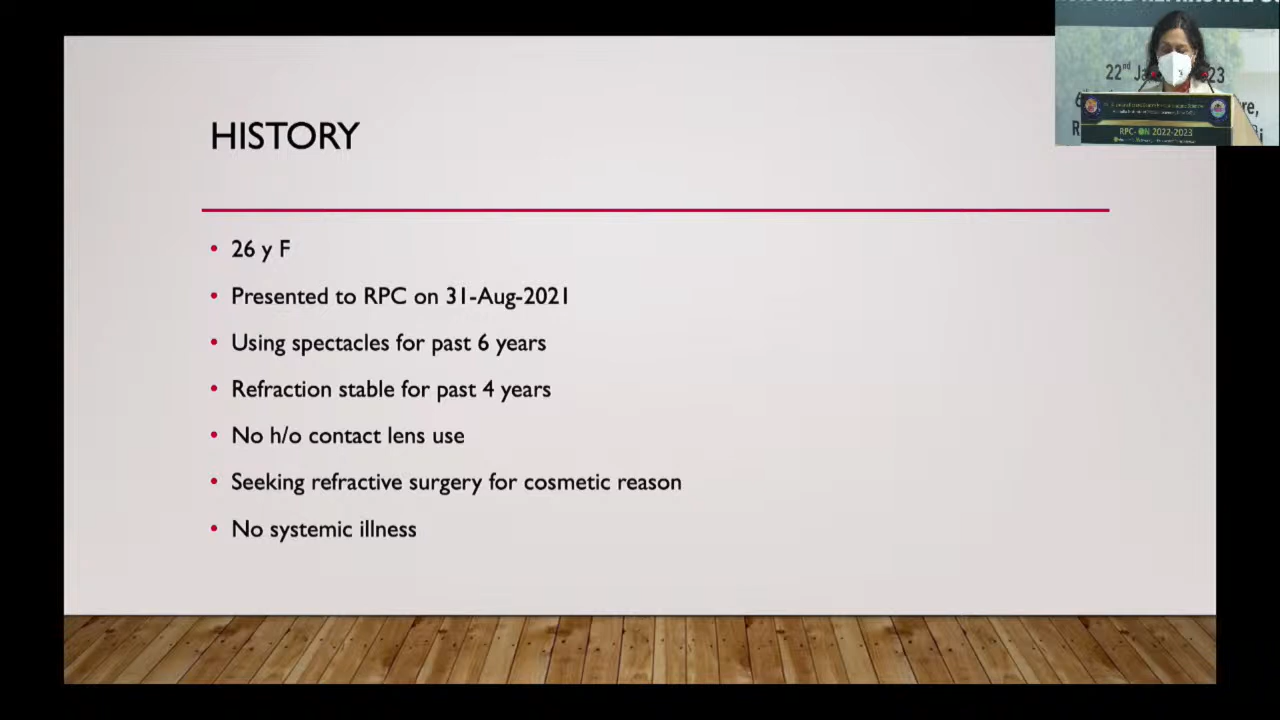 HISTORY
• 26 y F
• Presented to RPC on 31-Aug-2021
• Using spectacles for past 6 years
• Refraction stable for past 4 years
• No h/o contact lens use
• Seeking refractive surgery for cosmetic reason
• No systemic illness
22nd Ja 23
RPC- ON 2022-2023